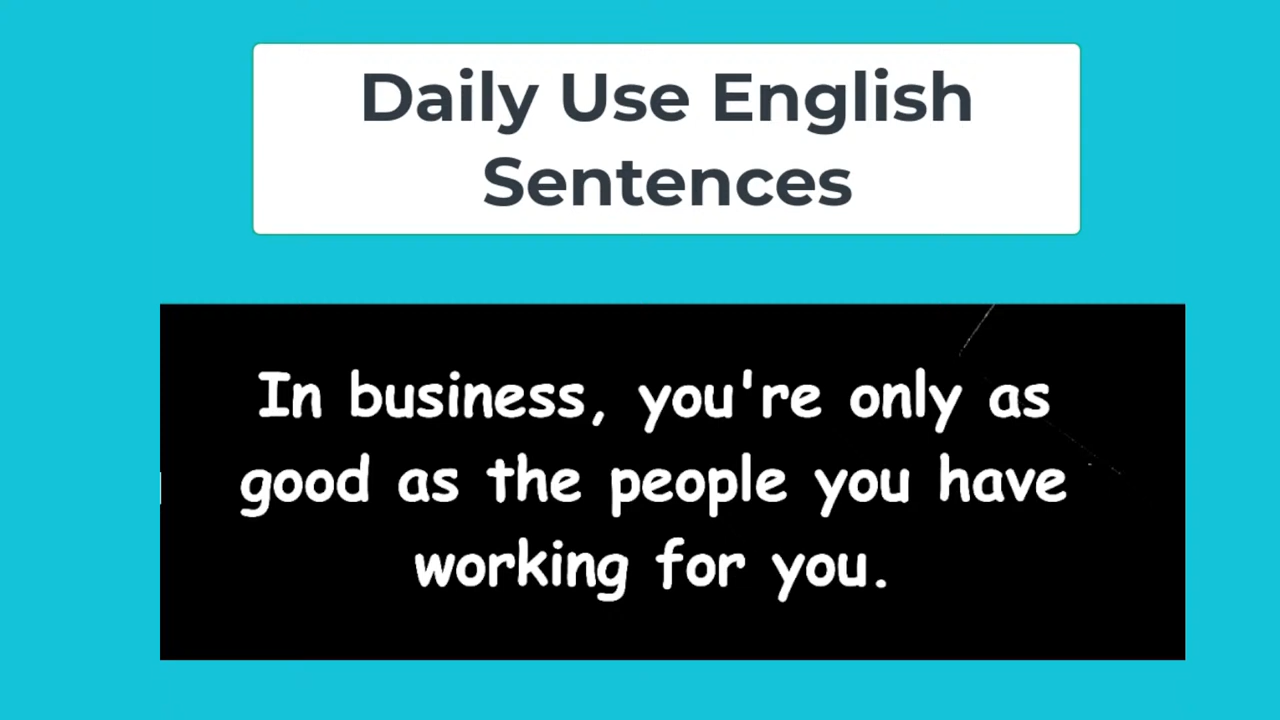 Daily Use English
Sentences
In business, you're only as
good as the people you have
working for you.